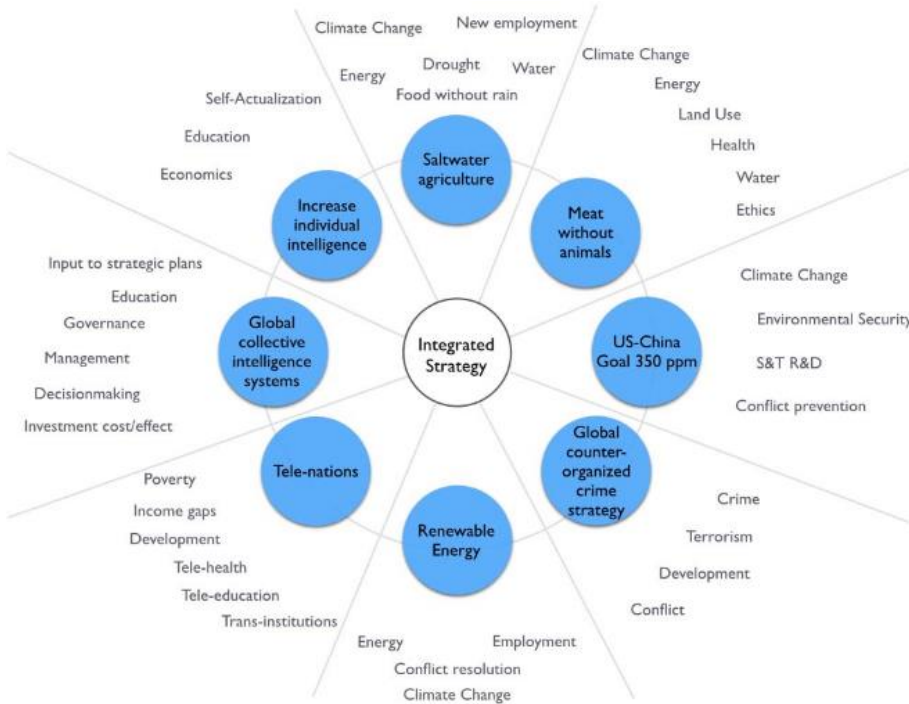 Climate Change
New employment
Energy
Drought
Water
Food without rain
Saltwater
agriculture
Climate Change
Energy
Land Use
Health
Water
Ethics
Meat
without
animals
Climate Change
Environmental Security
S&T R&D
Conflict prevention
US-China
Goal 350 ppm
Crime
Terrorism
Development
Conflict
Global
counter-
organized
crime
strategy
Renewable
Energy
Energy
Employment
Conflict resolution
Climate Change
Tele-nations
Poverty
Income gaps
Development
Tele-health
Tele-education
Trans-institutions
Global
collective
intelligence
systems
Input to strategic plans
Education
Governance
Management
Decisionmaking
Investment cost/effect
Increase
individual
intelligence
Self-Actualization
Education
Economics
Integrated
Strategy